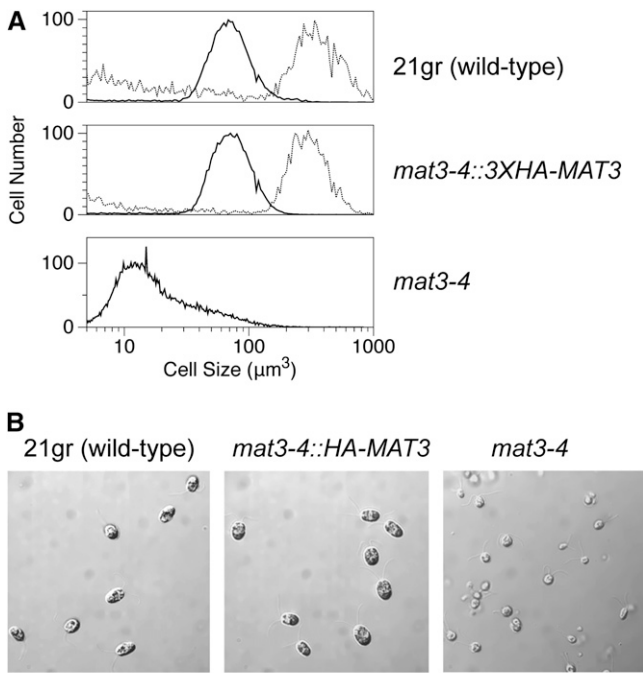 A
100
0
21gr (wild-type)
100
0
mat3-4::3XHA-MAT3
100
0
mat3-4
Cell Number
10
100
1000
Cell Size (µm³)
B
21gr (wild-type)
mat3-4::HA-MAT3
mat3-4